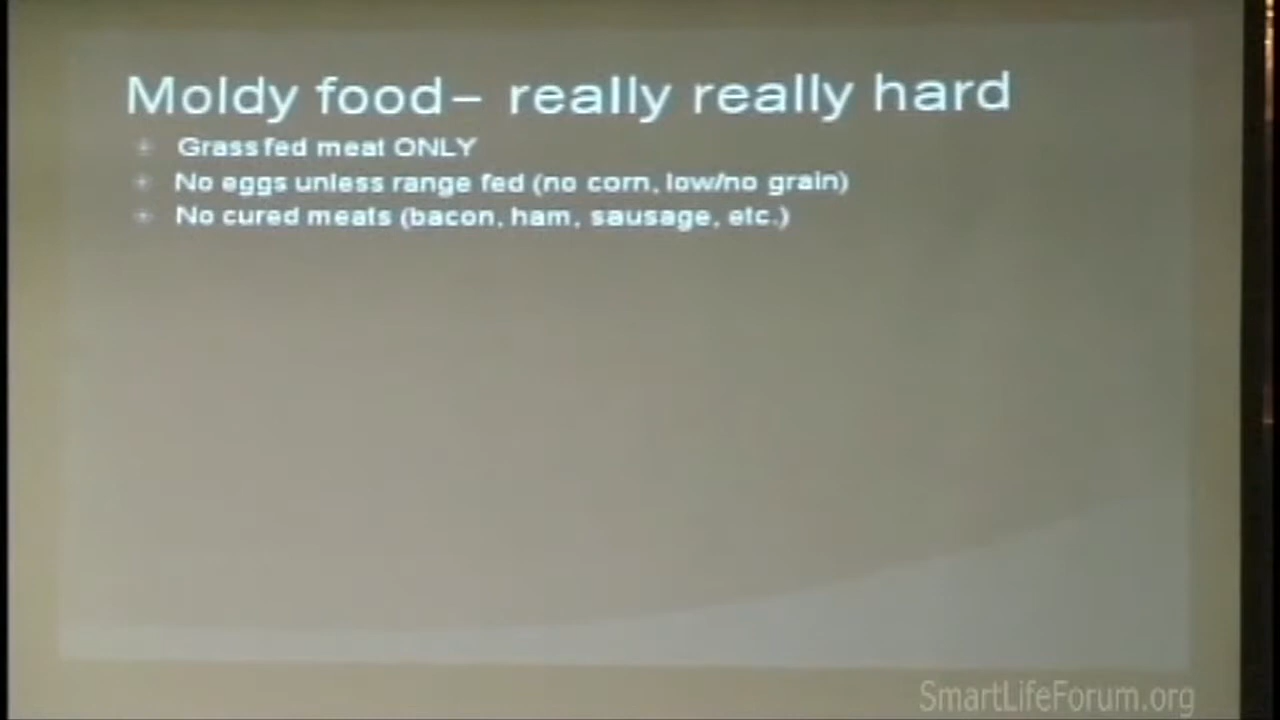 Moldy food – really really hard
Grass fed meat ONLY
No eggs unless range fed (no corn, low/no grain)
No cured meats (bacon, ham, sausage, etc.)
SmartLifeForum.org